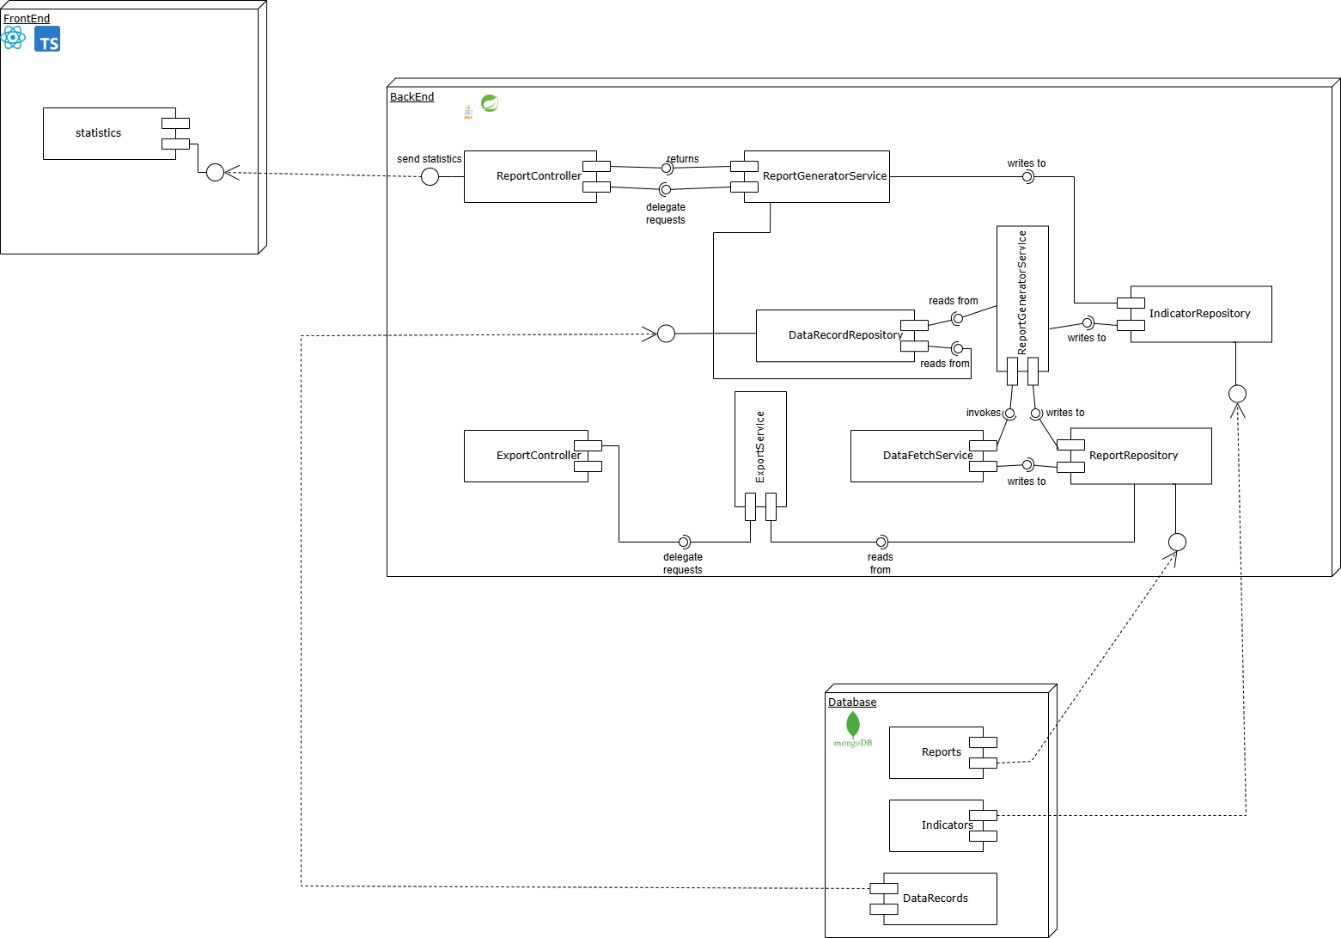 FrontEnd
TS
statistics
BackEnd
Java
send statistics
ReportController
returns
delegate
requests
ReportGeneratorService
writes to
ReportGeneratorService
reads from
DataRecordRepository
reads from
IndicatorRepository
writes to
invokes
writes to
ExportController
ExportService
DataFetchService
writes to
ReportRepository
delegate
requests
reads
from
Database
mongoDB
Reports
Indicators
DataRecords